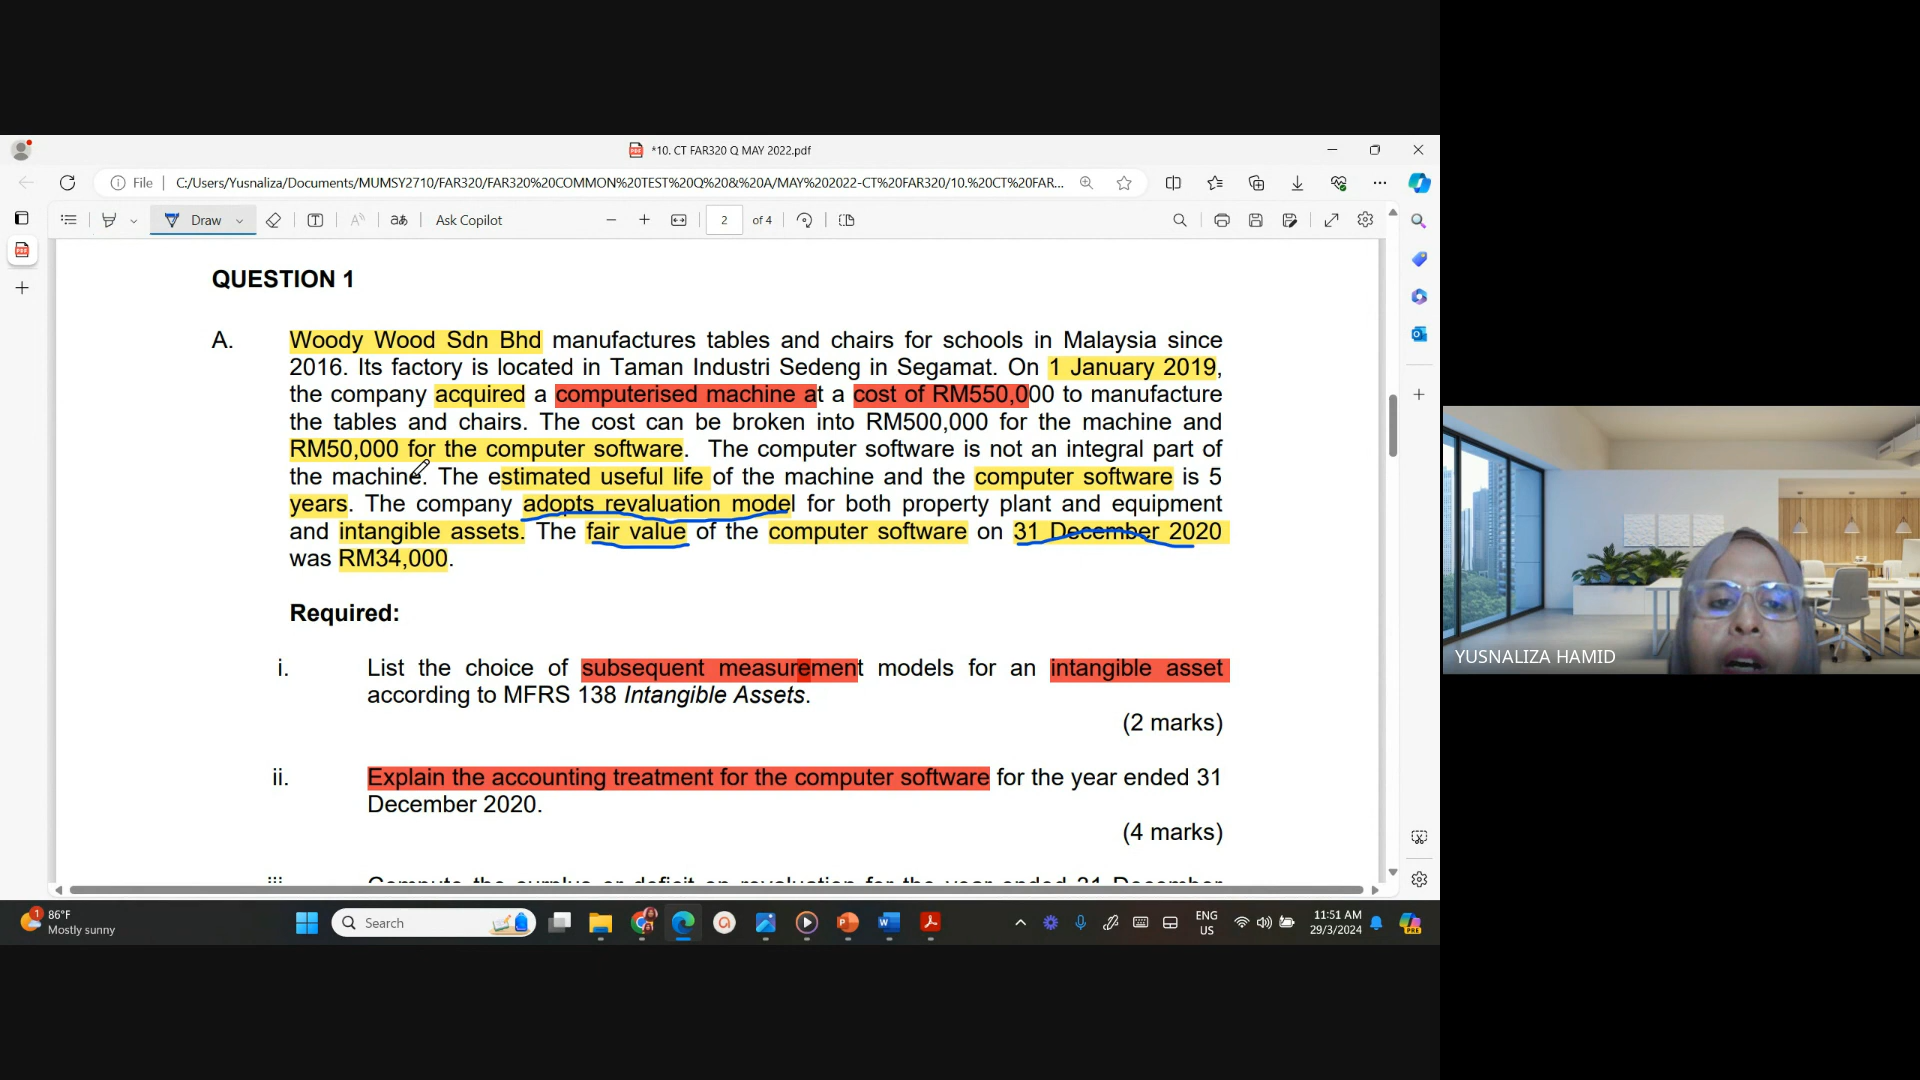 *10. CT FAR320 Q MAY 2022.pdf
File
C:/Users/Yusnaliza/Documents/MUMSY2710/FAR320/FAR320%20COMMON%20TEST%20Q%20&%20A/MAY%202022-CT%20FAR320/10.%20CT%20FAR...
Draw
Ask Copilot
2 of 4
QUESTION 1
A. Woody Wood Sdn Bhd manufactures tables and chairs for schools in Malaysia since
2016. Its factory is located in Taman Industri Sedeng in Segamat. On 1 January 2019,
the company acquired a computerised machine at a cost of RM550,000 to manufacture
the tables and chairs. The cost can be broken into RM500,000 for the machine and
RM50,000 for the computer software. The computer software is not an integral part of
the machine. The estimated useful life of the machine and the computer software is 5
years. The company adopts revaluation model for both property plant and equipment
and intangible assets. The fair value of the computer software on 31 December 2020
was RM34,000.
Required:
i. List the choice of subsequent measurement models for an intangible asset
according to MFRS 138 Intangible Assets.
(2 marks)
ii. Explain the accounting treatment for the computer software for the year ended 31
December 2020.
(4 marks)
YUSNALIZA HAMID
1
86°F
Mostly sunny
Search
ENG
US
11:51 AM
29/3/2024
PRE